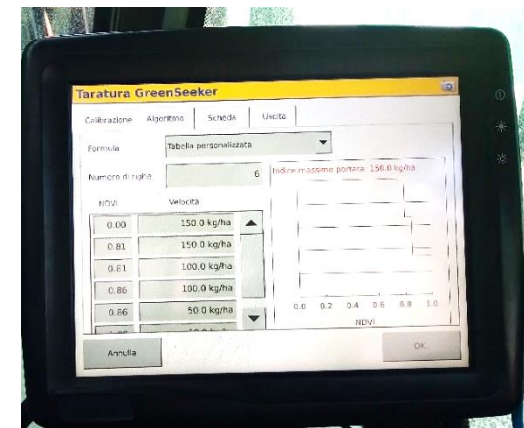 Taratura GreenSeeker
Calibrazione Algoritmo Scheda Uscita
Formula Tabella personalizzata
Numero di righe 6
Indice massimo portata 150.0 kg/ha
NDVI Velocità
0.00 150.0 kg/ha
0.81 150.0 kg/ha
0.81 100.0 kg/ha
0.86 100.0 kg/ha
0.86 50.0 kg/ha
0.0 0.2 0.4 0.6 0.8 1.0
NDVI
Annulla OK